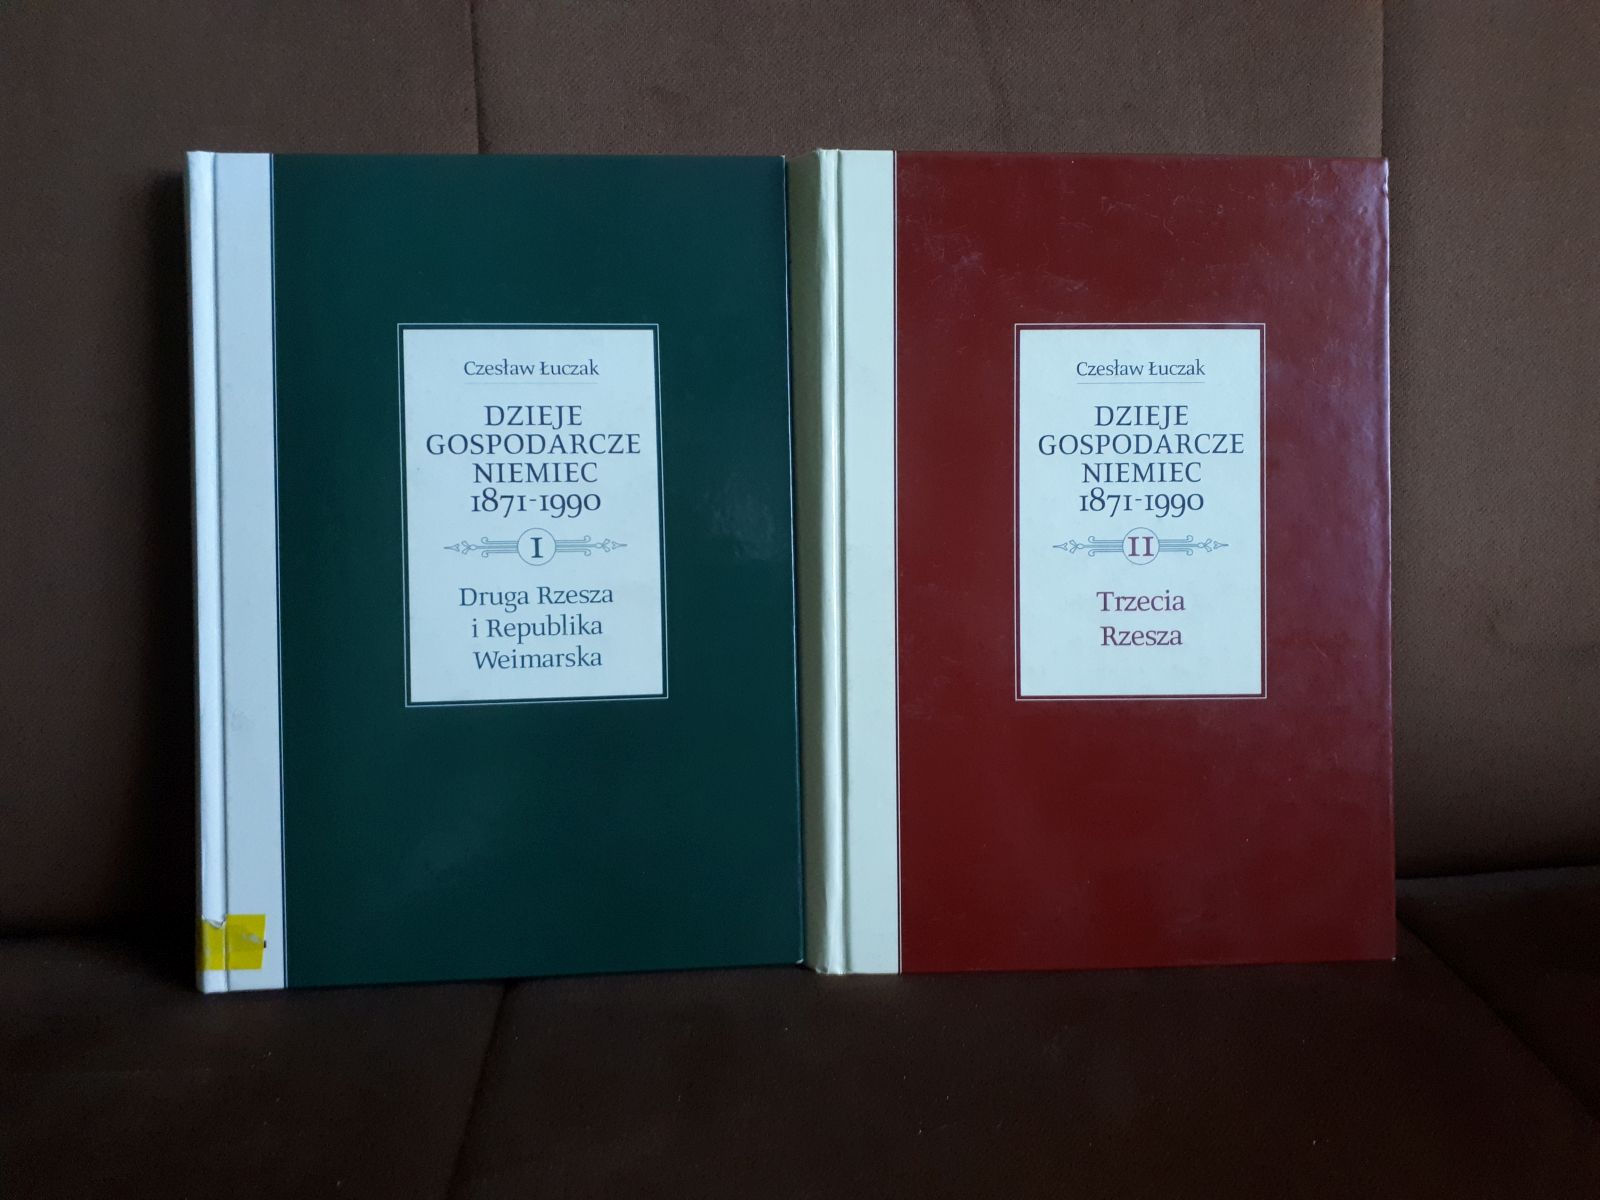 Czesław Łuczak
DZIEJE
GOSPODARCZE
NIEMIEC
1871-1990
I
Druga Rzesza
i Republika
Weimarska
Czesław Łuczak
DZIEJE
GOSPODARCZE
NIEMIEC
1871-1990
II
Trzecia
Rzesza